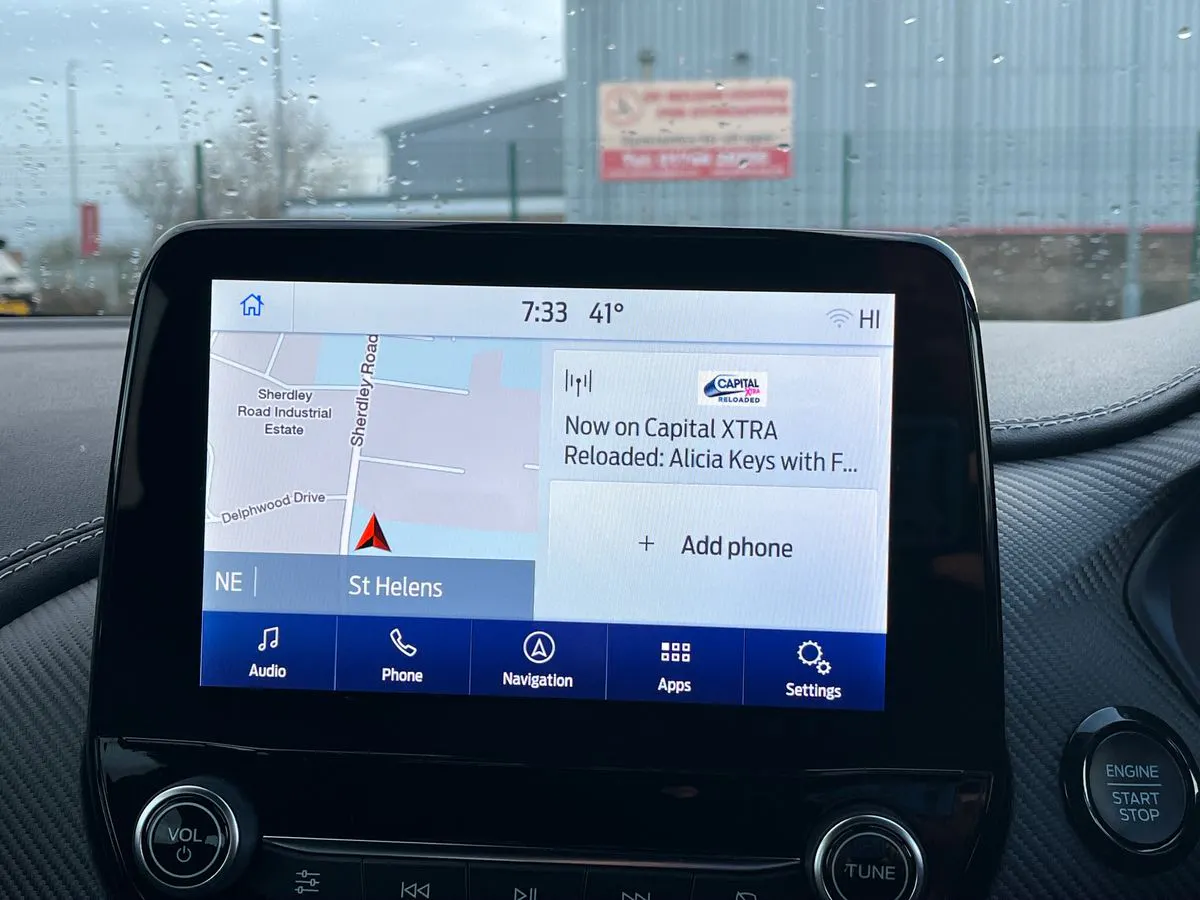 7:33 41° HI
Sherdley
Road Industrial
Estate
Sherdley Road
Delphwood Drive
NE
St Helens
CAPITAL
XTRA
RELOADED
Now on Capital XTRA
Reloaded: Alicia Keys with F...
+ Add phone
Audio
Phone
Navigation
Apps
Settings
VOL
TUNE
ENGINE
START
STOP